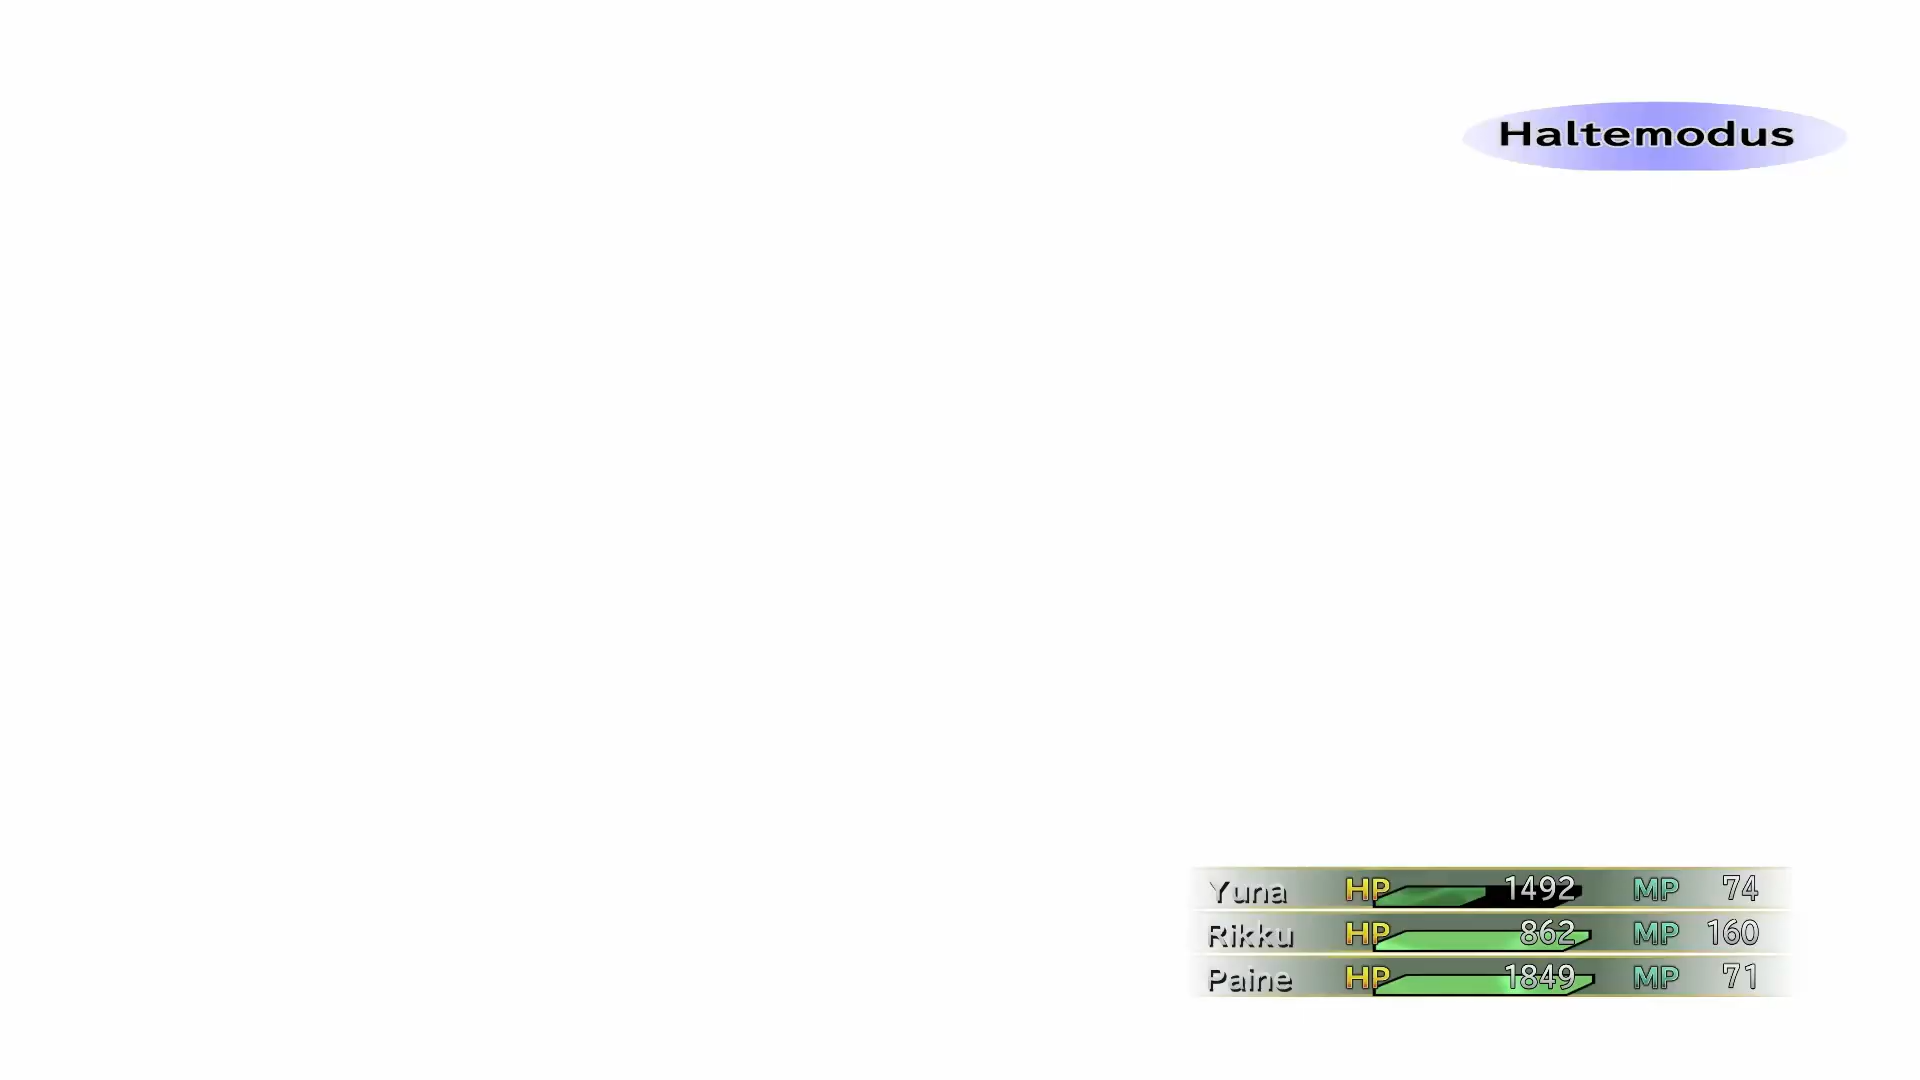 Haltemodus
Yuna HP 1492 MP 74
Rikku HP 862 MP 160
Paine HP 1849 MP 71